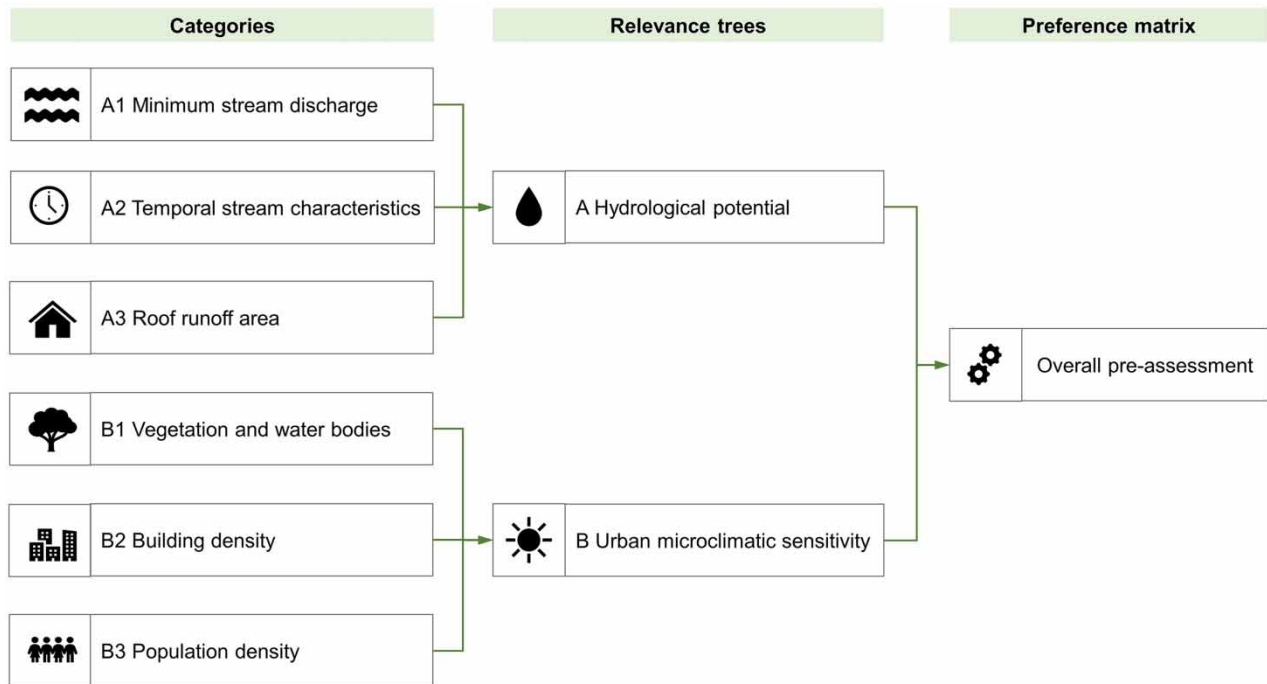 Categories
Relevance trees
Preference matrix
A1 Minimum stream discharge
A2 Temporal stream characteristics
A Hydrological potential
A3 Roof runoff area
Overall pre-assessment
B1 Vegetation and water bodies
B2 Building density
B Urban microclimatic sensitivity
B3 Population density